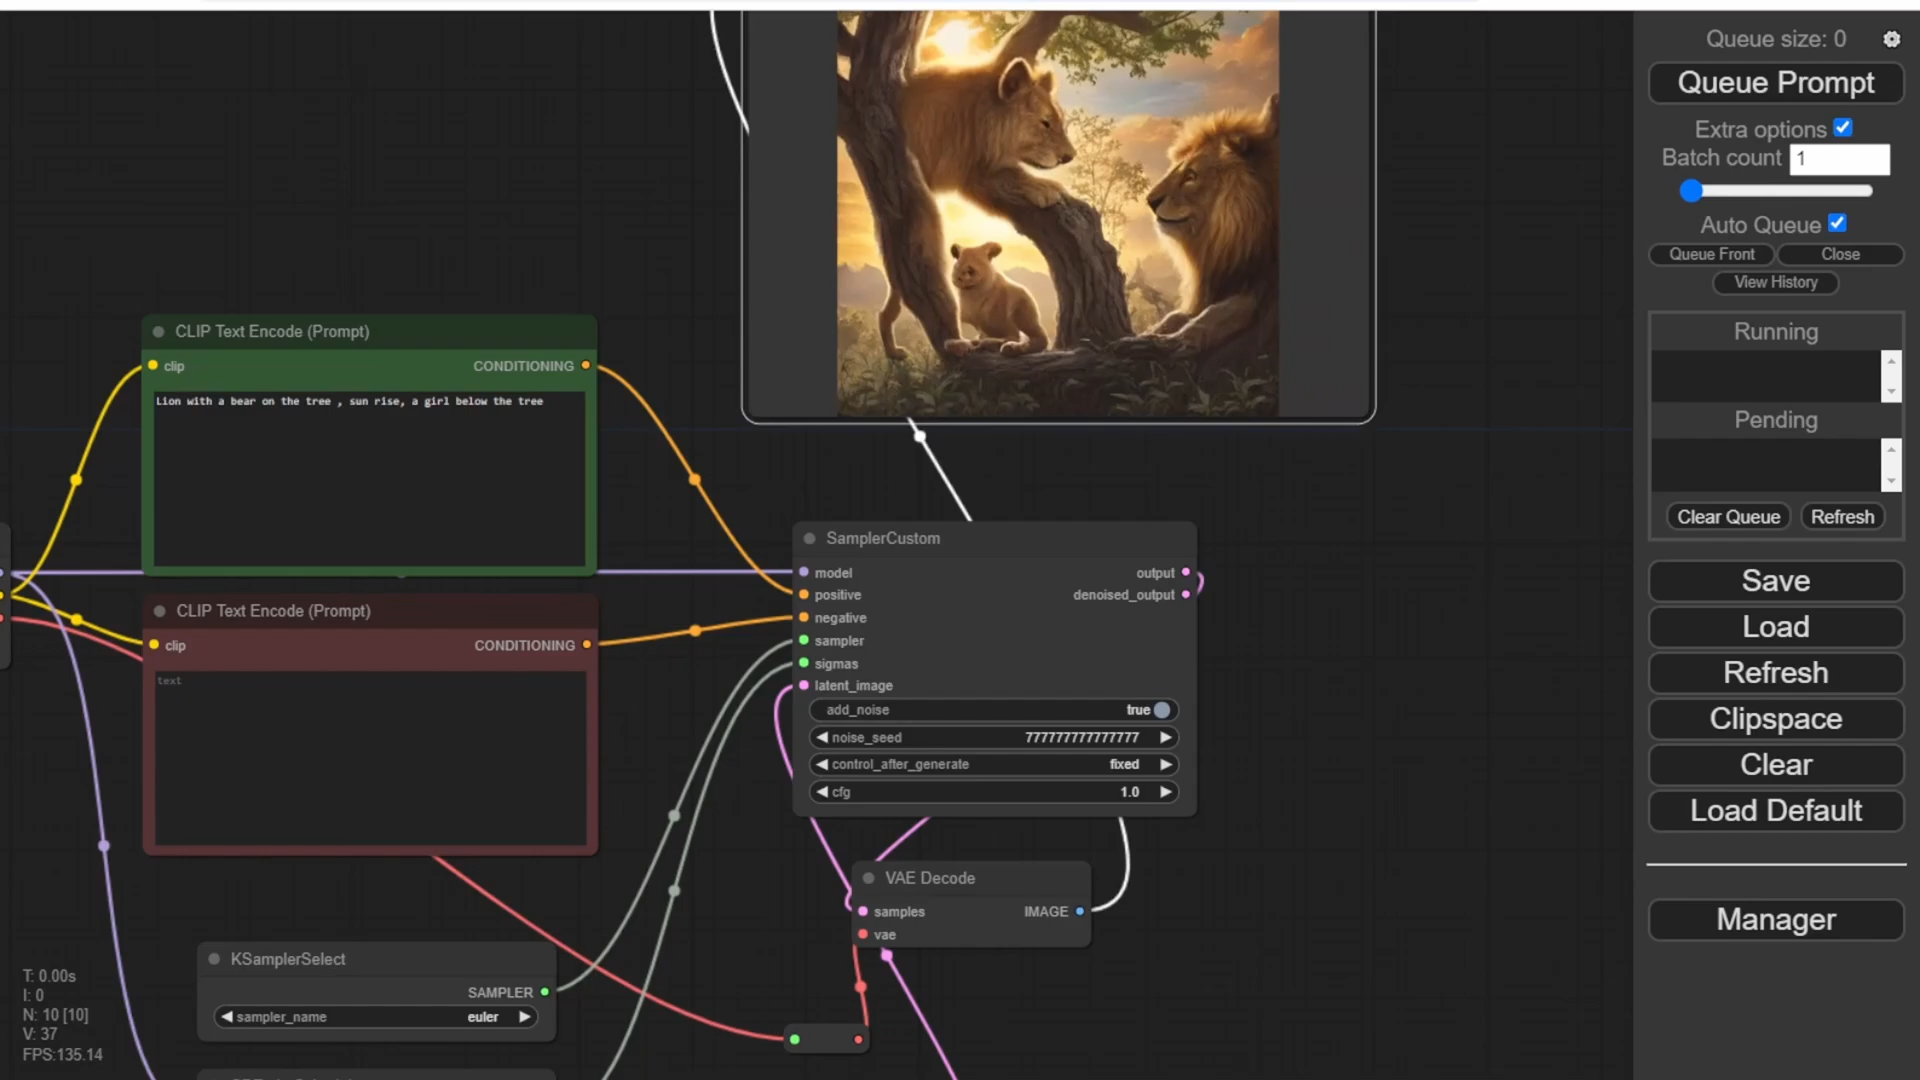 CLIP Text Encode (Prompt)
clip
CONDITIONING
Lion with a bear on the tree , sun rise, a girl below the tree
CLIP Text Encode (Prompt)
clip
CONDITIONING
text
KSamplerSelect
SAMPLER
sampler_name
euler
T: 0.00s
I: 0
N: 10 [10]
V: 37
FPS:135.14
SamplerCustom
model
output
positive
denoised_output
negative
sampler
sigmas
latent_image
add_noise
true
noise_seed
777777777777777
control_after_generate
fixed
cfg
1.0
VAE Decode
samples
IMAGE
vae
Queue size: 0
Queue Prompt
Extra options
Batch count
1
Auto Queue
Queue Front
Close
View History
Running
Pending
Clear Queue
Refresh
Save
Load
Refresh
Clipspace
Clear
Load Default
Manager